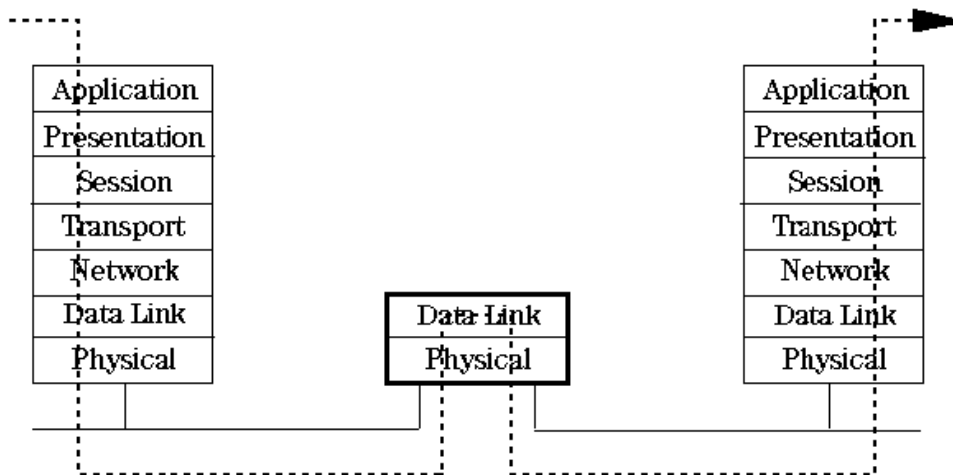 Application
Presentation
Session
Transport
Network
Data Link
Physical
Data Link
Physical
Application
Presentation
Session
Transport
Network
Data Link
Physical